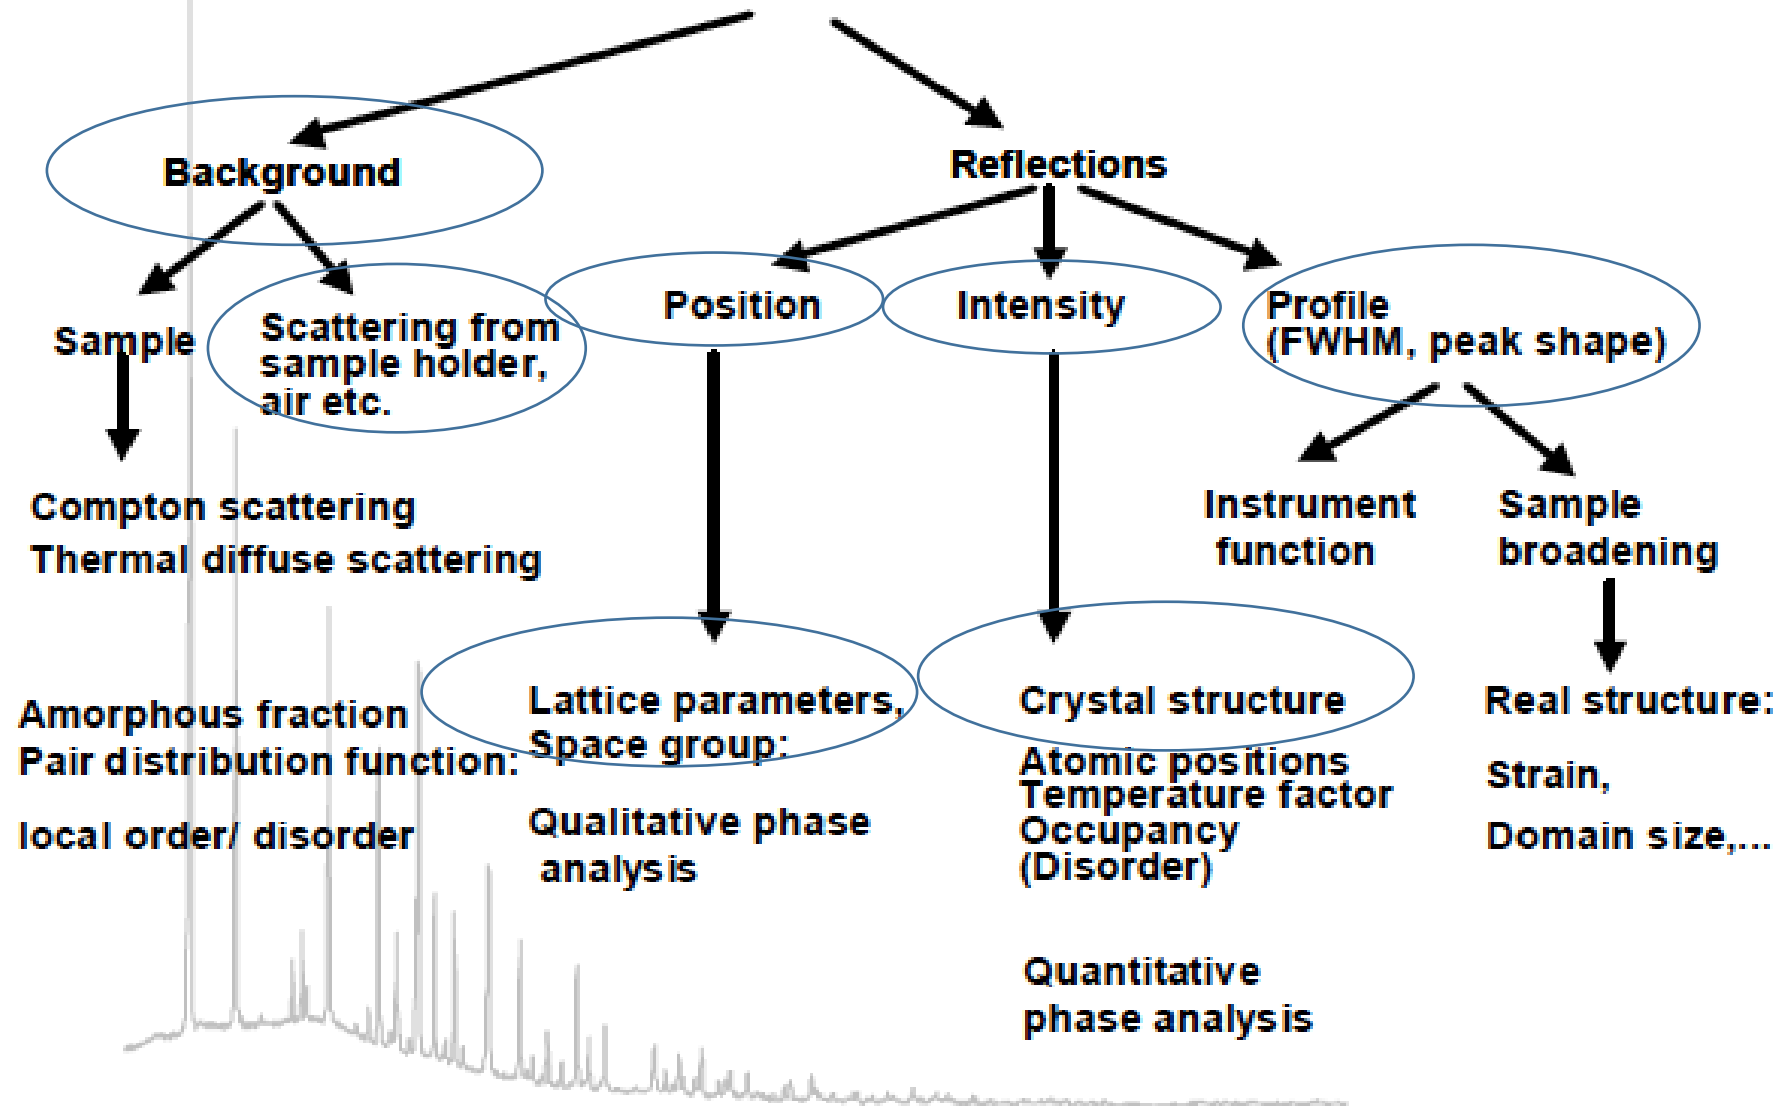 Background
Reflections
Sample
Scattering from
sample holder,
air etc.
Position
Intensity
Profile
(FWHM, peak shape)
Compton scattering
Thermal diffuse scattering
Instrument
function
Sample
broadening
Amorphous fraction
Pair distribution function:
local order/ disorder
Lattice parameters,
Space group:
Qualitative phase
analysis
Crystal structure
Atomic positions
Temperature factor
Occupancy
(Disorder)
Quantitative
phase analysis
Real structure:
Strain,
Domain size,...